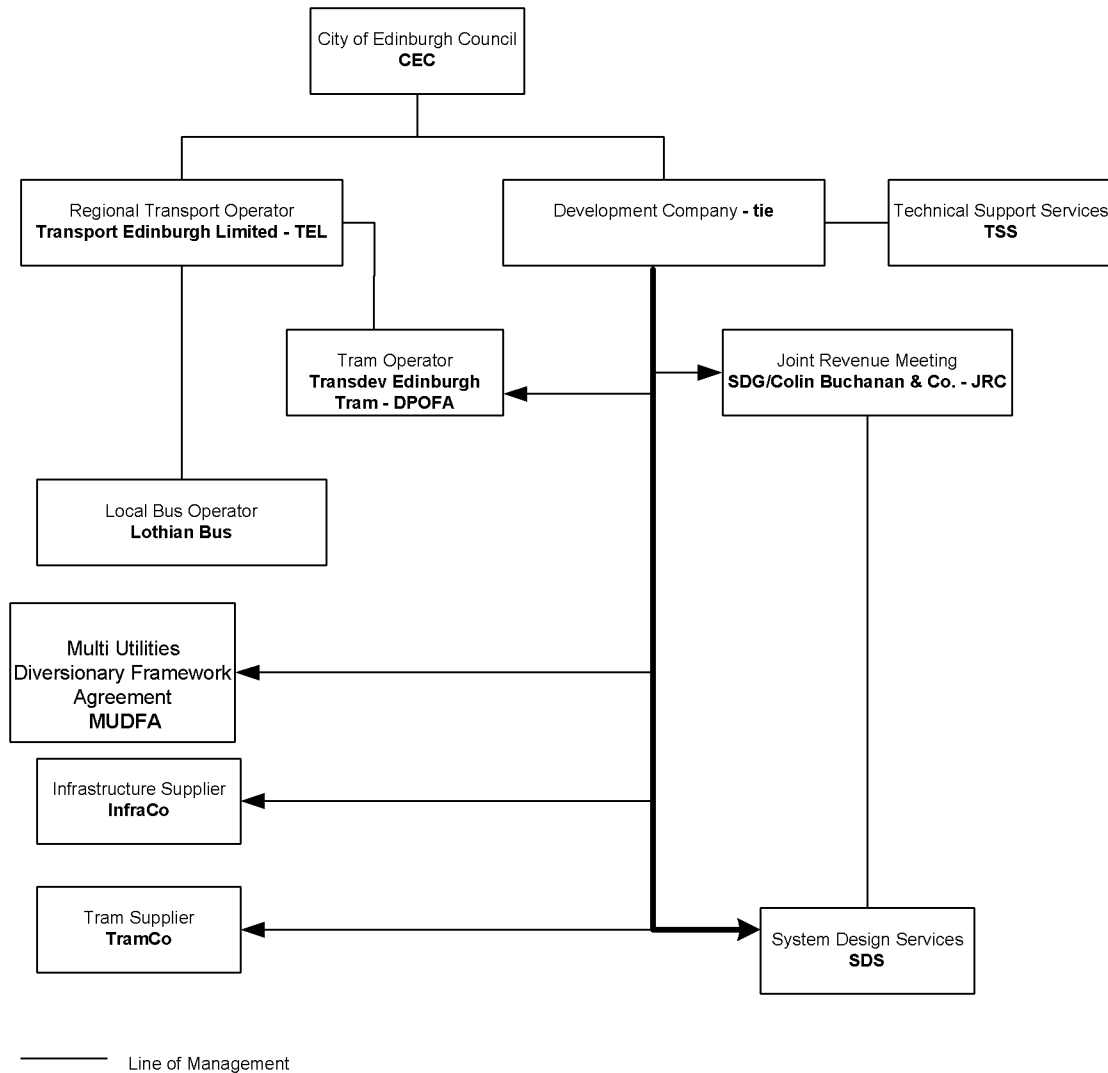 City of Edinburgh Council
CEC
Regional Transport Operator
Transport Edinburgh Limited - TEL
Development Company - tie
Technical Support Services
TSS
Tram Operator
Transdev Edinburgh
Tram - DPOFA
Joint Revenue Meeting
SDG/Colin Buchanan & Co. - JRC
Local Bus Operator
Lothian Bus
Multi Utilities
Diversionary Framework
Agreement
MUDFA
Infrastructure Supplier
InfraCo
Tram Supplier
TramCo
System Design Services
SDS
Line of Management